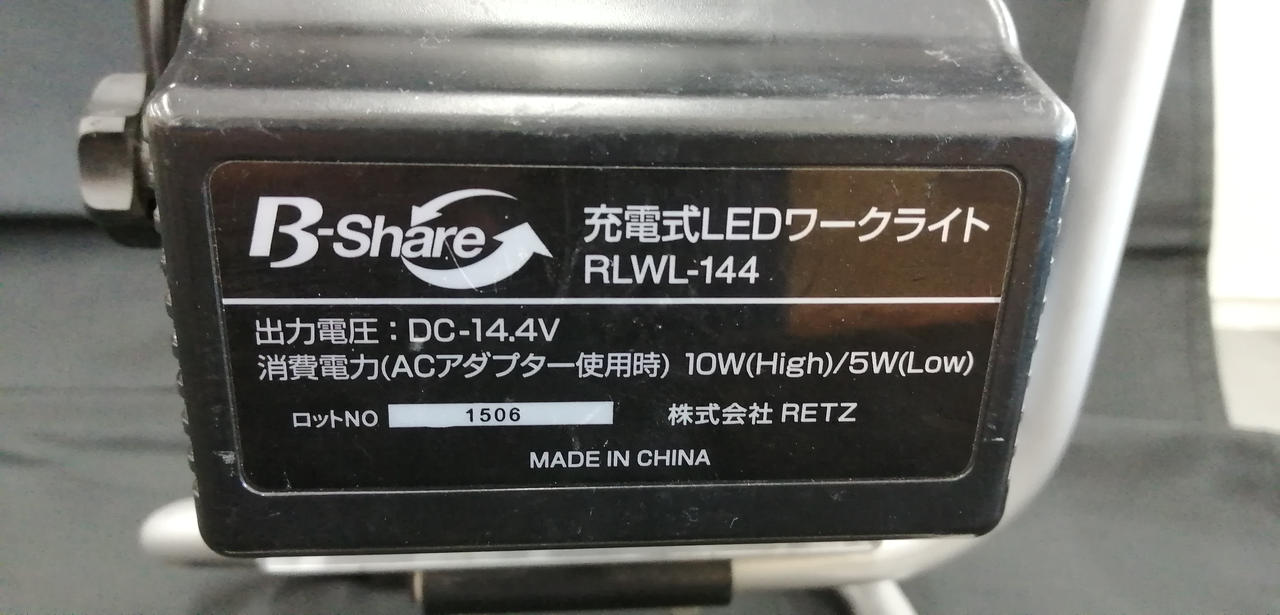 B-Share
充電式LEDワークライト
RLWL-144
出力電圧：DC-14.4V
消費電力(ACアダプター使用時) 10W(High)/5W(Low)
ロットNO 1506
株式会社 RETZ
MADE IN CHINA